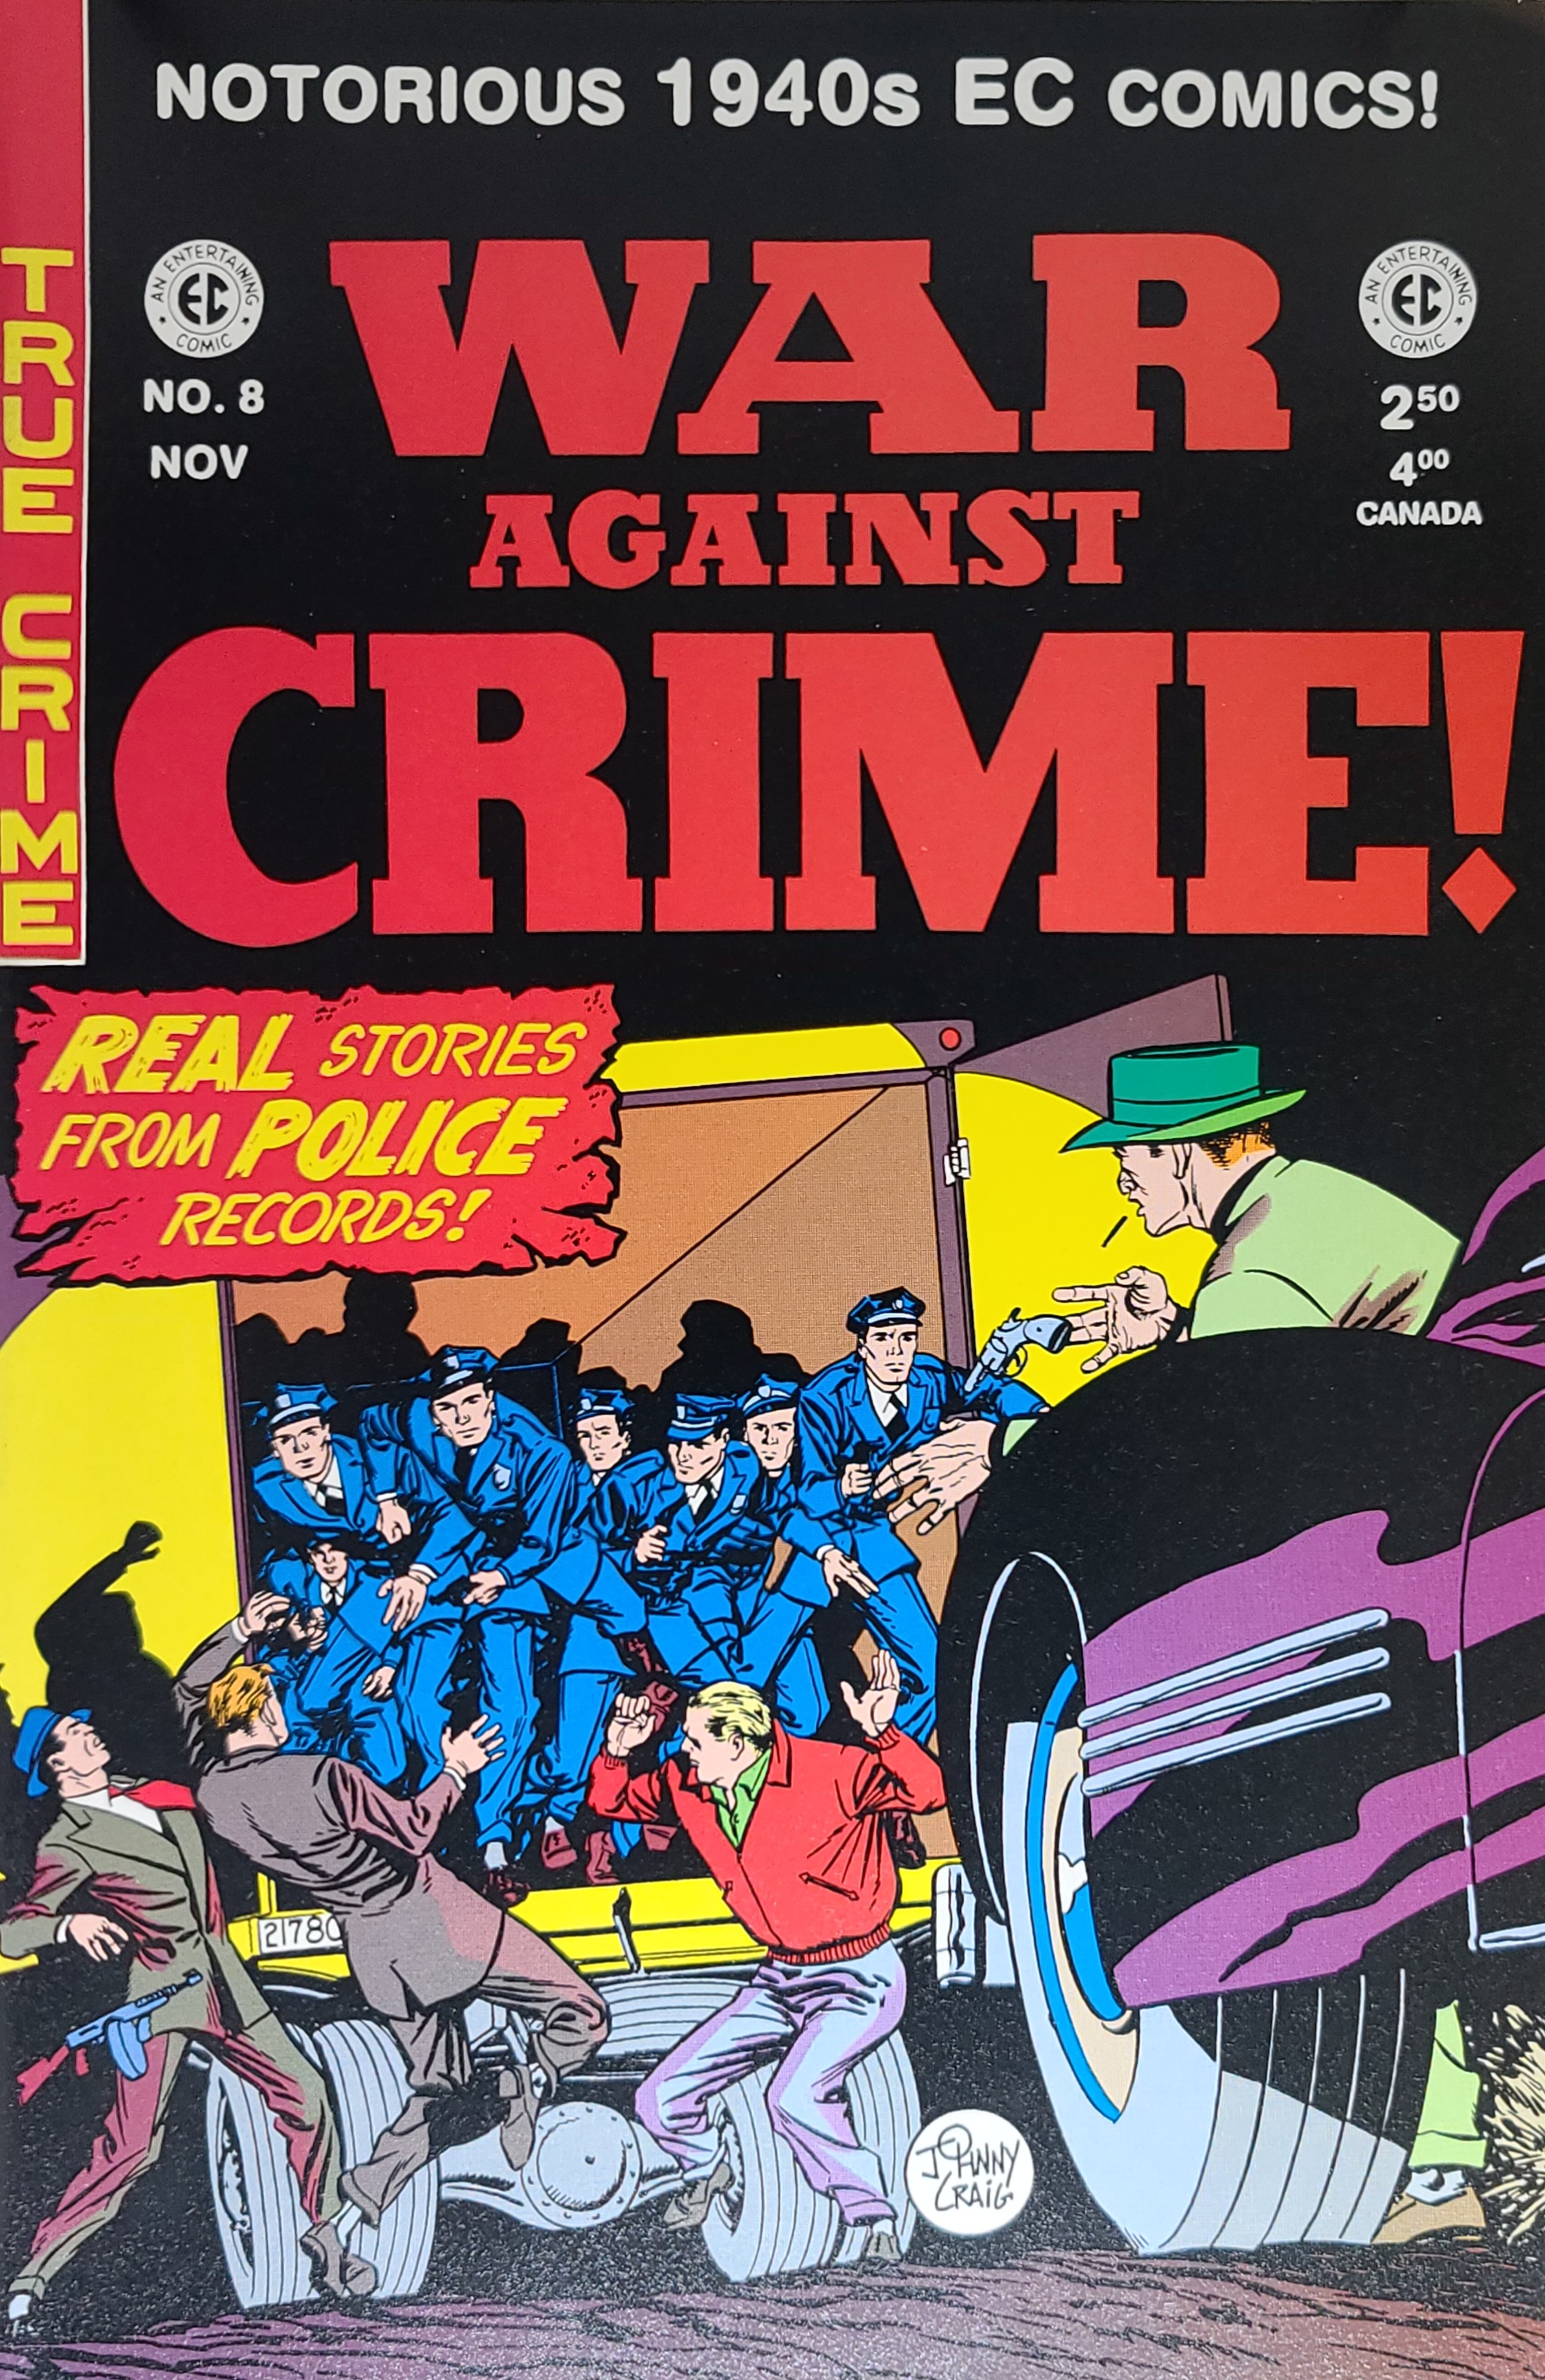 NOTORIOUS 1940s EC COMICS!
TRUE CRIME
AN ENTERTAINING
EC
COMIC
NO. 8
NOV
WAR
AGAINST
CRIME!
AN ENTERTAINING
EC
COMIC
2 50
4 00
CANADA
REAL STORIES
FROM POLICE
RECORDS!
21780
JOHNNY
CRAIG